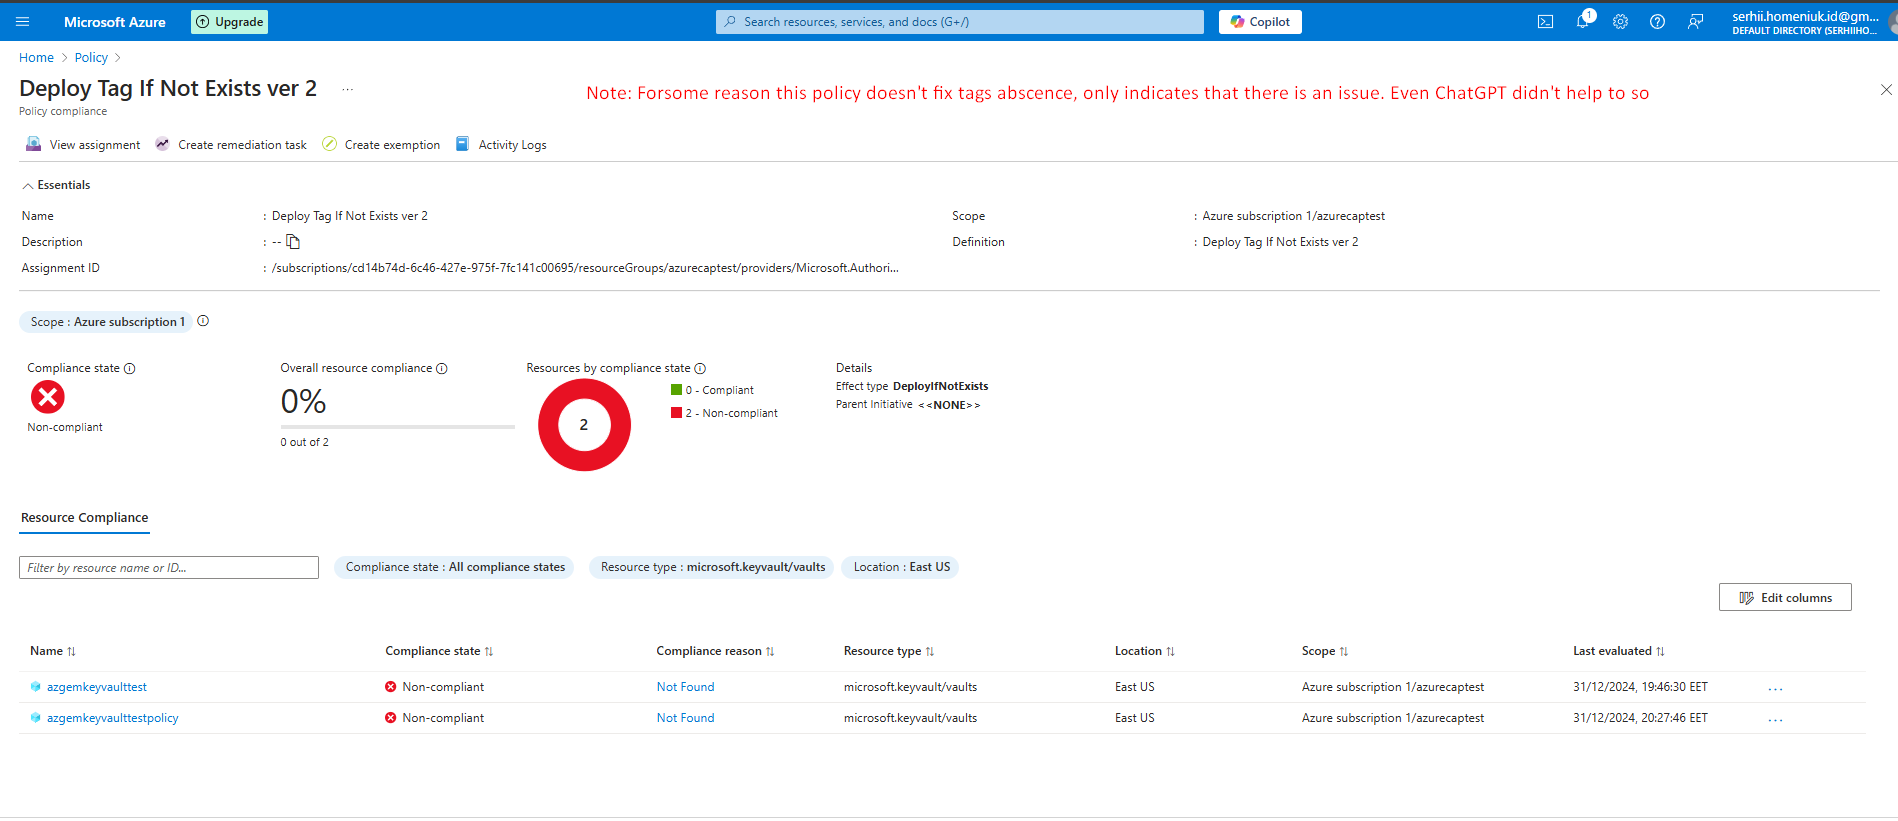 Microsoft Azure
Upgrade
Search resources, services, and docs (G+/)
Copilot
1
serhii.homeniuk.id@gm...
DEFAULT DIRECTORY (SERHIIHO...
Home > Policy >
Deploy Tag If Not Exists ver 2 ...
Note: Forsome reason this policy doesn't fix tags abscence, only indicates that there is an issue. Even ChatGPT didn't help to so
Policy compliance
View assignment Create remediation task Create exemption Activity Logs
Essentials
Name : Deploy Tag If Not Exists ver 2 Scope : Azure subscription 1/azurecaptest
Description : -- Definition : Deploy Tag If Not Exists ver 2
Assignment ID : /subscriptions/cd14b74d-6c46-427e-975f-7fc141c00695/resourceGroups/azurecaptest/providers/Microsoft.Authori...
Scope : Azure subscription 1
Compliance state
Non-compliant
Overall resource compliance
0%
0 out of 2
Resources by compliance state
2
0 - Compliant
2 - Non-compliant
Details
Effect type DeployIfNotExists
Parent Initiative <<NONE>>
Resource Compliance
Filter by resource name or ID...
Compliance state : All compliance states
Resource type : microsoft.keyvault/vaults
Location : East US
Edit columns
Name Compliance state Compliance reason Resource type Location Scope Last evaluated
azgemkeyvaulttest Non-compliant Not Found microsoft.keyvault/vaults East US Azure subscription 1/azurecaptest 31/12/2024, 19:46:30 EET ...
azgemkeyvaulttestpolicy Non-compliant Not Found microsoft.keyvault/vaults East US Azure subscription 1/azurecaptest 31/12/2024, 20:27:46 EET ...